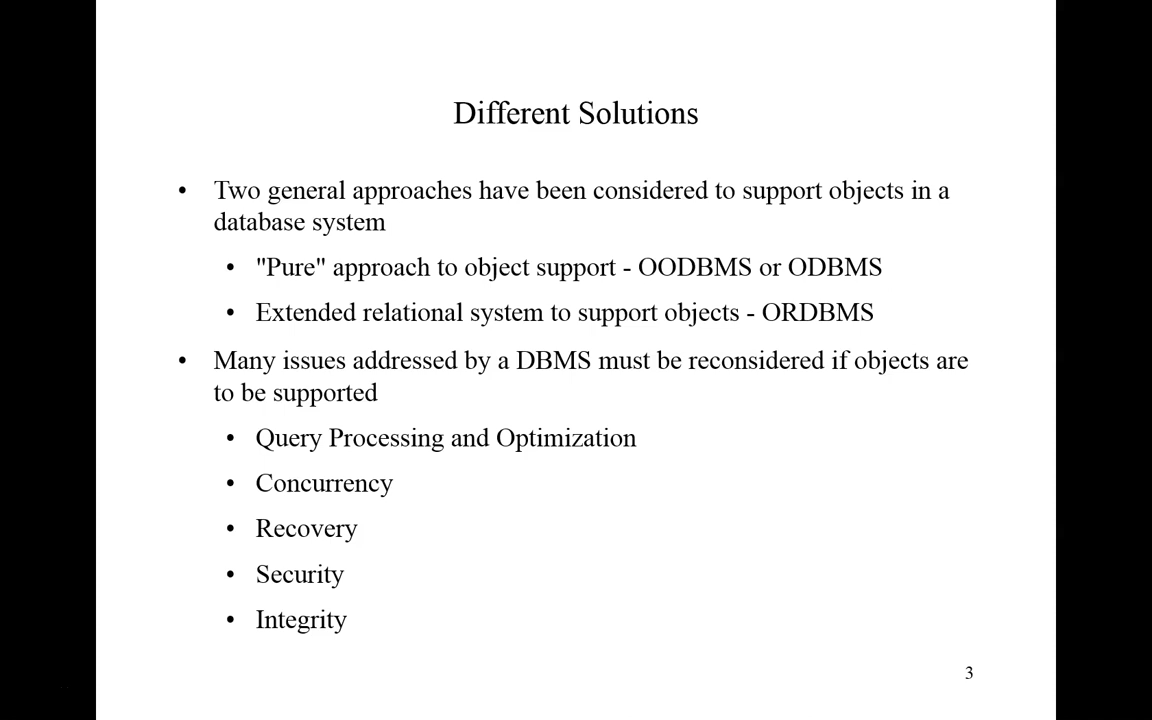 Different Solutions
• Two general approaches have been considered to support objects in a
database system
• "Pure" approach to object support - OODBMS or ODBMS
• Extended relational system to support objects - ORDBMS
• Many issues addressed by a DBMS must be reconsidered if objects are
to be supported
• Query Processing and Optimization
• Concurrency
• Recovery
• Security
• Integrity
3